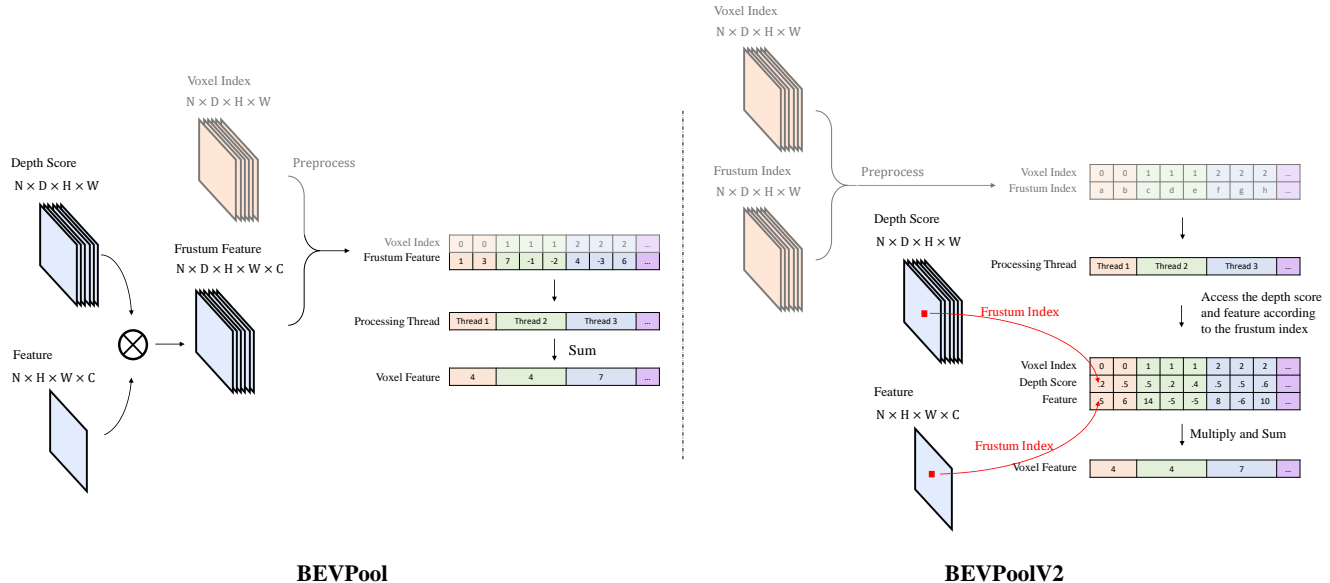 Voxel Index
N × D × H × W
Depth Score
N × D × H × W
Preprocess
Frustum Feature
N × D × H × W × C
Feature
N × H × W × C
Voxel Index 0 0 1 1 1 2 2 2 ...
Frustum Feature 1 3 7 -1 -2 4 -3 6 ...
Processing Thread Thread 1 Thread 2 Thread 3 ...
Sum
Voxel Feature 4 4 7 ...
BEVPool
Voxel Index
N × D × H × W
Frustum Index
N × D × H × W
Preprocess
Voxel Index 0 0 1 1 1 2 2 2 ...
Frustum Index a b c d e f g h ...
Depth Score
N × D × H × W
Processing Thread Thread 1 Thread 2 Thread 3 ...
Access the depth score
and feature according
to the frustum index
Frustum Index
Voxel Index 0 0 1 1 1 2 2 2 ...
Depth Score .2 .5 .5 .2 .4 .5 .5 .6 ...
Feature 5 6 14 -5 -5 8 -6 10 ...
Feature
N × H × W × C
Frustum Index
Multiply and Sum
Voxel Feature 4 4 7 ...
BEVPoolV2